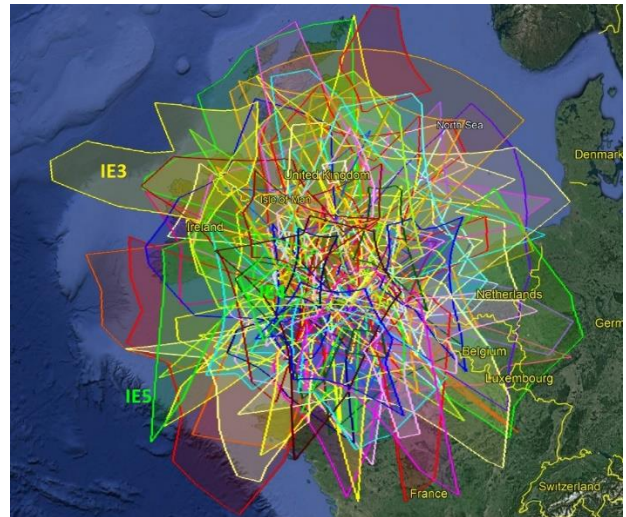 North Sea
Denmark
IE3
United Kingdom
Isle of Man
Ireland
Netherlands
Germ
Belgium
IE5
Luxembourg
Switzerland
France